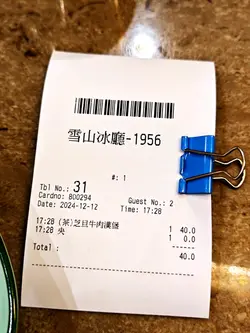 雪山冰廳-1956
#: 1
Tbl No.: 31
Cardno: 800294
Guest No.: 2
Date: 2024-12-12
Time: 17:28
17:28 (茶)芝旦牛肉漢堡 1 40.0
17:28 央 1 0.0
Total : 40.0